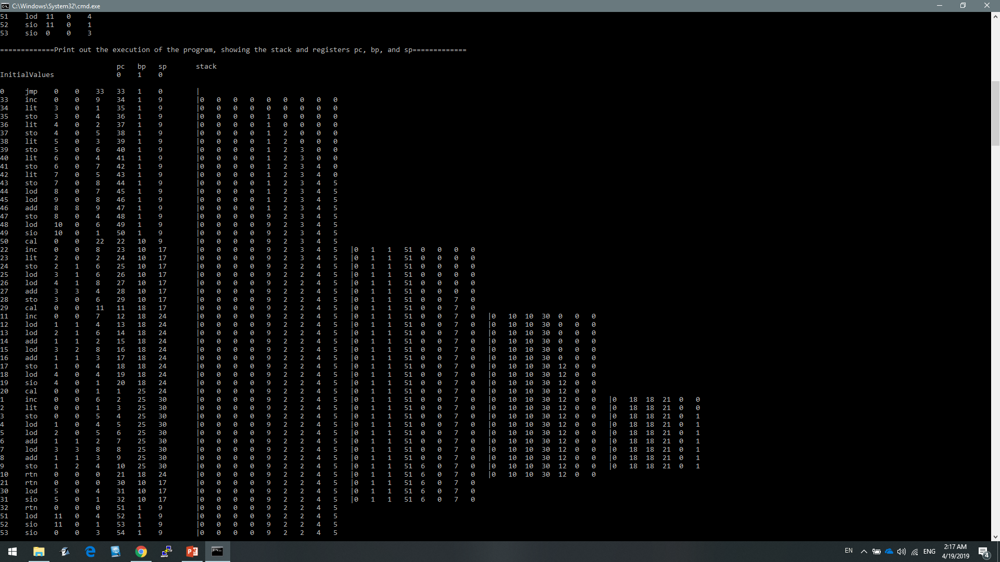 C:\Windows\System32\cmd.exe
51 lod 11 0 4
52 sio 11 0 1
53 sio 0 0 3
=============Print out the execution of the program, showing the stack and registers pc, bp, and sp=============
pc bp sp stack
InitialValues 0 1 0
0 jmp 0 0 33 33 1 0 |
33 inc 0 0 9 34 1 9 |0 0 0 0 0 0 0 0 0
34 lit 3 0 1 35 1 9 |0 0 0 0 0 0 0 0 0
35 sto 3 0 4 36 1 9 |0 0 0 0 1 0 0 0 0
36 lit 4 0 2 37 1 9 |0 0 0 0 1 0 0 0 0
37 sto 4 0 5 38 1 9 |0 0 0 0 1 2 0 0 0
38 lit 5 0 3 39 1 9 |0 0 0 0 1 2 0 0 0
39 sto 5 0 6 40 1 9 |0 0 0 0 1 2 3 0 0
40 lit 6 0 4 41 1 9 |0 0 0 0 1 2 3 0 0
41 sto 6 0 7 42 1 9 |0 0 0 0 1 2 3 4 0
42 lit 7 0 5 43 1 9 |0 0 0 0 1 2 3 4 0
43 sto 7 0 8 44 1 9 |0 0 0 0 1 2 3 4 5
44 lod 8 0 7 45 1 9 |0 0 0 0 1 2 3 4 5
45 lod 9 0 8 46 1 9 |0 0 0 0 1 2 3 4 5
46 add 8 8 9 47 1 9 |0 0 0 0 1 2 3 4 5
47 sto 8 0 4 48 1 9 |0 0 0 0 9 2 3 4 5
48 lod 10 0 6 49 1 9 |0 0 0 0 9 2 3 4 5
49 sio 10 0 1 50 1 9 |0 0 0 0 9 2 3 4 5
50 cal 0 0 22 22 10 9 |0 0 0 0 9 2 3 4 5
22 inc 0 0 8 23 10 17 |0 0 0 0 9 2 3 4 5 |0 1 1 51 0 0 0 0
23 lit 2 0 2 24 10 17 |0 0 0 0 9 2 3 4 5 |0 1 1 51 0 0 0 0
24 sto 2 1 6 25 10 17 |0 0 0 0 9 2 2 4 5 |0 1 1 51 0 0 0 0
25 lod 3 1 6 26 10 17 |0 0 0 0 9 2 2 4 5 |0 1 1 51 0 0 0 0
26 lod 4 1 8 27 10 17 |0 0 0 0 9 2 2 4 5 |0 1 1 51 0 0 0 0
27 add 3 3 4 28 10 17 |0 0 0 0 9 2 2 4 5 |0 1 1 51 0 0 0 0
28 sto 3 0 6 29 10 17 |0 0 0 0 9 2 2 4 5 |0 1 1 51 0 0 7 0
29 cal 0 0 11 11 18 17 |0 0 0 0 9 2 2 4 5 |0 1 1 51 0 0 7 0
11 inc 0 0 7 12 18 24 |0 0 0 0 9 2 2 4 5 |0 1 1 51 0 0 7 0 |0 10 10 30 0 0 0
12 lod 1 1 4 13 18 24 |0 0 0 0 9 2 2 4 5 |0 1 1 51 0 0 7 0 |0 10 10 30 0 0 0
13 lod 2 1 6 14 18 24 |0 0 0 0 9 2 2 4 5 |0 1 1 51 0 0 7 0 |0 10 10 30 0 0 0
14 add 1 1 2 15 18 24 |0 0 0 0 9 2 2 4 5 |0 1 1 51 0 0 7 0 |0 10 10 30 0 0 0
15 lod 3 2 8 16 18 24 |0 0 0 0 9 2 2 4 5 |0 1 1 51 0 0 7 0 |0 10 10 30 0 0 0
16 add 1 1 3 17 18 24 |0 0 0 0 9 2 2 4 5 |0 1 1 51 0 0 7 0 |0 10 10 30 0 0 0
17 sto 1 0 4 18 18 24 |0 0 0 0 9 2 2 4 5 |0 1 1 51 0 0 7 0 |0 10 10 30 12 0 0
18 lod 4 0 4 19 18 24 |0 0 0 0 9 2 2 4 5 |0 1 1 51 0 0 7 0 |0 10 10 30 12 0 0
19 sio 4 0 1 20 18 24 |0 0 0 0 9 2 2 4 5 |0 1 1 51 0 0 7 0 |0 10 10 30 12 0 0
20 cal 0 0 1 1 25 24 |0 0 0 0 9 2 2 4 5 |0 1 1 51 0 0 7 0 |0 10 10 30 12 0 0
1 inc 0 0 6 2 25 30 |0 0 0 0 9 2 2 4 5 |0 1 1 51 0 0 7 0 |0 10 10 30 12 0 0 |0 18 18 21 0 0
2 lit 0 0 1 3 25 30 |0 0 0 0 9 2 2 4 5 |0 1 1 51 0 0 7 0 |0 10 10 30 12 0 0 |0 18 18 21 0 0
3 sto 0 0 5 4 25 30 |0 0 0 0 9 2 2 4 5 |0 1 1 51 0 0 7 0 |0 10 10 30 12 0 0 |0 18 18 21 0 1
4 lod 1 0 4 5 25 30 |0 0 0 0 9 2 2 4 5 |0 1 1 51 0 0 7 0 |0 10 10 30 12 0 0 |0 18 18 21 0 1
5 lod 2 0 5 6 25 30 |0 0 0 0 9 2 2 4 5 |0 1 1 51 0 0 7 0 |0 10 10 30 12 0 0 |0 18 18 21 0 1
6 add 1 1 2 7 25 30 |0 0 0 0 9 2 2 4 5 |0 1 1 51 0 0 7 0 |0 10 10 30 12 0 0 |0 18 18 21 0 1
7 lod 3 3 8 8 25 30 |0 0 0 0 9 2 2 4 5 |0 1 1 51 0 0 7 0 |0 10 10 30 12 0 0 |0 18 18 21 0 1
8 add 1 1 3 9 25 30 |0 0 0 0 9 2 2 4 5 |0 1 1 51 0 0 7 0 |0 10 10 30 12 0 0 |0 18 18 21 0 1
9 sto 1 2 4 10 25 30 |0 0 0 0 9 2 2 4 5 |0 1 1 51 6 0 7 0 |0 10 10 30 12 0 0 |0 18 18 21 0 1
10 rtn 0 0 0 21 18 24 |0 0 0 0 9 2 2 4 5 |0 1 1 51 6 0 7 0 |0 10 10 30 12 0 0
21 rtn 0 0 0 30 10 17 |0 0 0 0 9 2 2 4 5 |0 1 1 51 6 0 7 0
30 lod 5 0 4 31 10 17 |0 0 0 0 9 2 2 4 5 |0 1 1 51 6 0 7 0
31 sio 5 0 1 32 10 17 |0 0 0 0 9 2 2 4 5 |0 1 1 51 6 0 7 0
32 rtn 0 0 0 51 1 9 |0 0 0 0 9 2 2 4 5
51 lod 11 0 4 52 1 9 |0 0 0 0 9 2 2 4 5
52 sio 11 0 1 53 1 9 |0 0 0 0 9 2 2 4 5
53 sio 0 0 3 54 1 9 |0 0 0 0 9 2 2 4 5
EN ENG 2:17 AM
4/19/2019
4